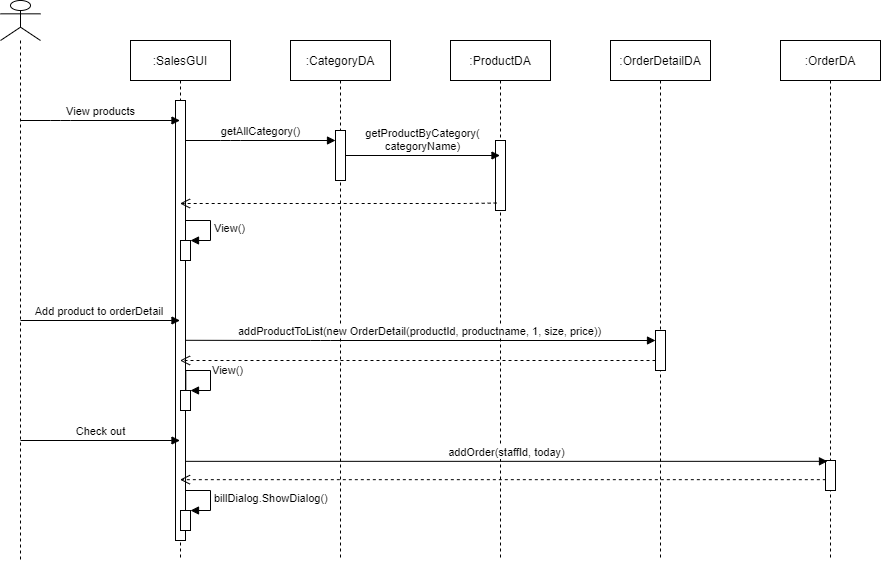 :SalesGUI
:CategoryDA
:ProductDA
:OrderDetailDA
:OrderDA
View products
getAllCategory()
getProductByCategory(
categoryName)
View()
Add product to orderDetail
addProductToList(new OrderDetail(productId, productname, 1, size, price))
View()
Check out
addOrder(staffId, today)
billDialog.ShowDialog()